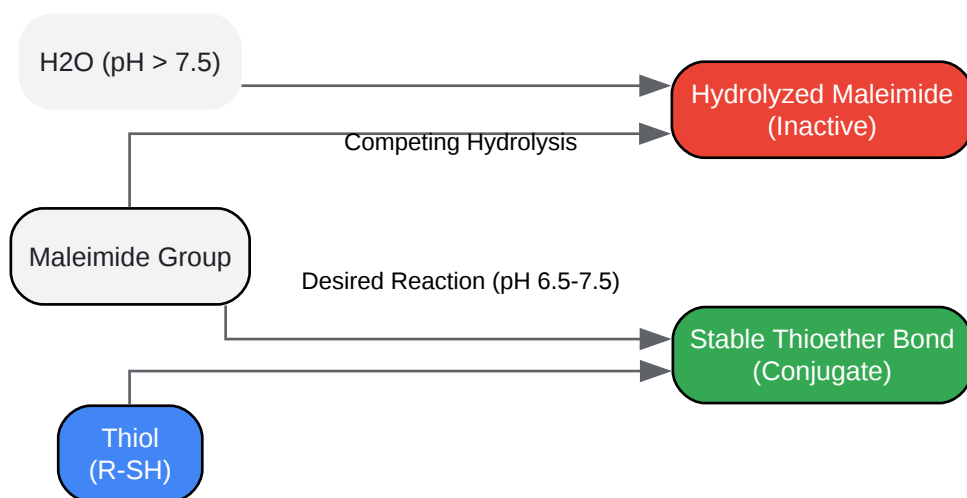 H2O (pH > 7.5)
Hydrolyzed Maleimide
(Inactive)
Competing Hydrolysis
Maleimide Group
Desired Reaction (pH 6.5-7.5)
Stable Thioether Bond
(Conjugate)
Thiol
(R-SH)